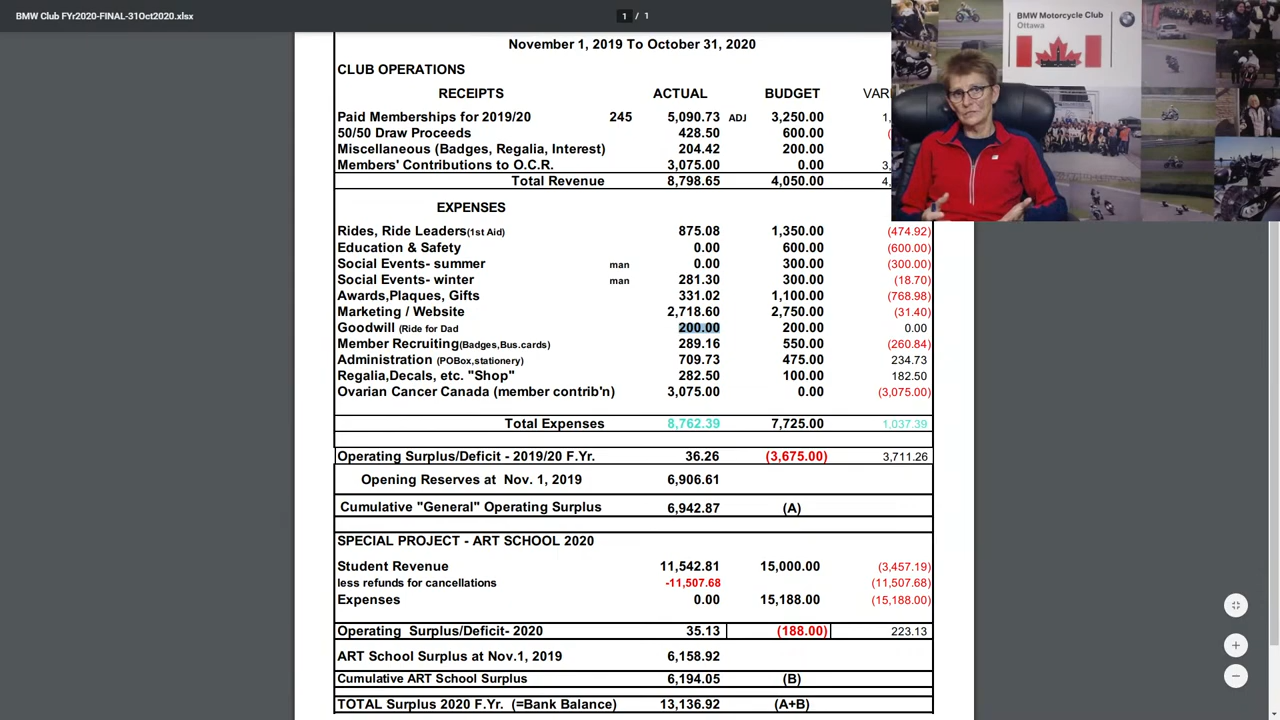 BMW Club FYr2020-FINAL-31Oct2020.xlsx
1 / 1
BMW Motorcycle Club
Ottawa
November 1, 2019 To October 31, 2020
CLUB OPERATIONS
RECEIPTS ACTUAL BUDGET VAR
Paid Memberships for 2019/20 245 5,090.73 ADJ 3,250.00 1,
50/50 Draw Proceeds 428.50 600.00 (
Miscellaneous (Badges, Regalia, Interest) 204.42 200.00
Members' Contributions to O.C.R. 3,075.00 0.00 3,
Total Revenue 8,798.65 4,050.00 4,
EXPENSES
Rides, Ride Leaders(1st Aid) 875.08 1,350.00 (474.92)
Education & Safety 0.00 600.00 (600.00)
Social Events- summer man 0.00 300.00 (300.00)
Social Events- winter man 281.30 300.00 (18.70)
Awards,Plaques, Gifts 331.02 1,100.00 (768.98)
Marketing / Website 2,718.60 2,750.00 (31.40)
Goodwill (Ride for Dad 200.00 200.00 0.00
Member Recruiting(Badges,Bus.cards) 289.16 550.00 (260.84)
Administration (POBox,stationery) 709.73 475.00 234.73
Regalia,Decals, etc. "Shop" 282.50 100.00 182.50
Ovarian Cancer Canada (member contrib'n) 3,075.00 0.00 (3,075.00)
Total Expenses 8,762.39 7,725.00 1,037.39
Operating Surplus/Deficit - 2019/20 F.Yr. 36.26 (3,675.00) 3,711.26
Opening Reserves at Nov. 1, 2019 6,906.61
Cumulative "General" Operating Surplus 6,942.87 (A)
SPECIAL PROJECT - ART SCHOOL 2020
Student Revenue 11,542.81 15,000.00 (3,457.19)
less refunds for cancellations -11,507.68 (11,507.68)
Expenses 0.00 15,188.00 (15,188.00)
Operating Surplus/Deficit- 2020 35.13 (188.00) 223.13
ART School Surplus at Nov.1, 2019 6,158.92
Cumulative ART School Surplus 6,194.05 (B)
TOTAL Surplus 2020 F.Yr. (=Bank Balance) 13,136.92 (A+B)